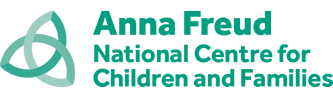 Anna Freud
National Centre for
Children and Families